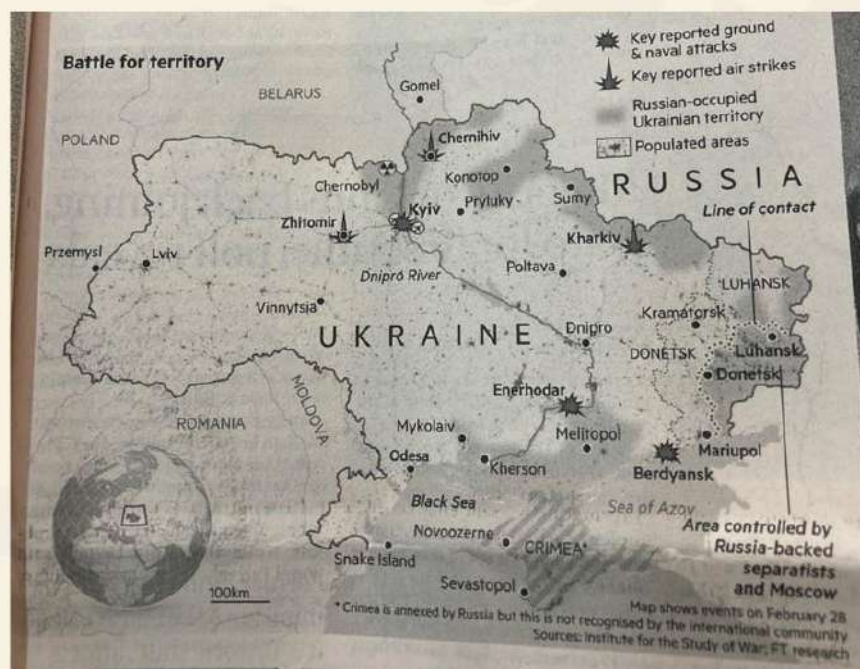 Battle for territory
Key reported ground
& naval attacks
Key reported air strikes
Russian-occupied
Ukrainian territory
Populated areas
BELARUS
Gomel
POLAND
Chernihiv
Chernobyl
Konotop
RUSSIA
Kyiv
Pryluky
Sumy
Line of contact
Zhitomir
Kharkiv
Przemysl
Lviv
Dnipro River
Poltava
LUHANSK
Vinnytsia
Kramatorsk
UKRAINE
Dnipro
DONETSK
Luhansk
Donetsk
Enerhodar
MOLDOVA
ROMANIA
Mykolaiv
Melitopol
Mariupol
Odesa
Kherson
Berdyansk
Black Sea
Sea of Azov
Novoozerne
CRIMEA*
Area controlled by
Russia-backed
separatists
and Moscow
Snake Island
Sevastopol
100km
Map shows events on February 28
* Crimea is annexed by Russia but this is not recognised by the international community
Sources: Institute for the Study of War; FT research